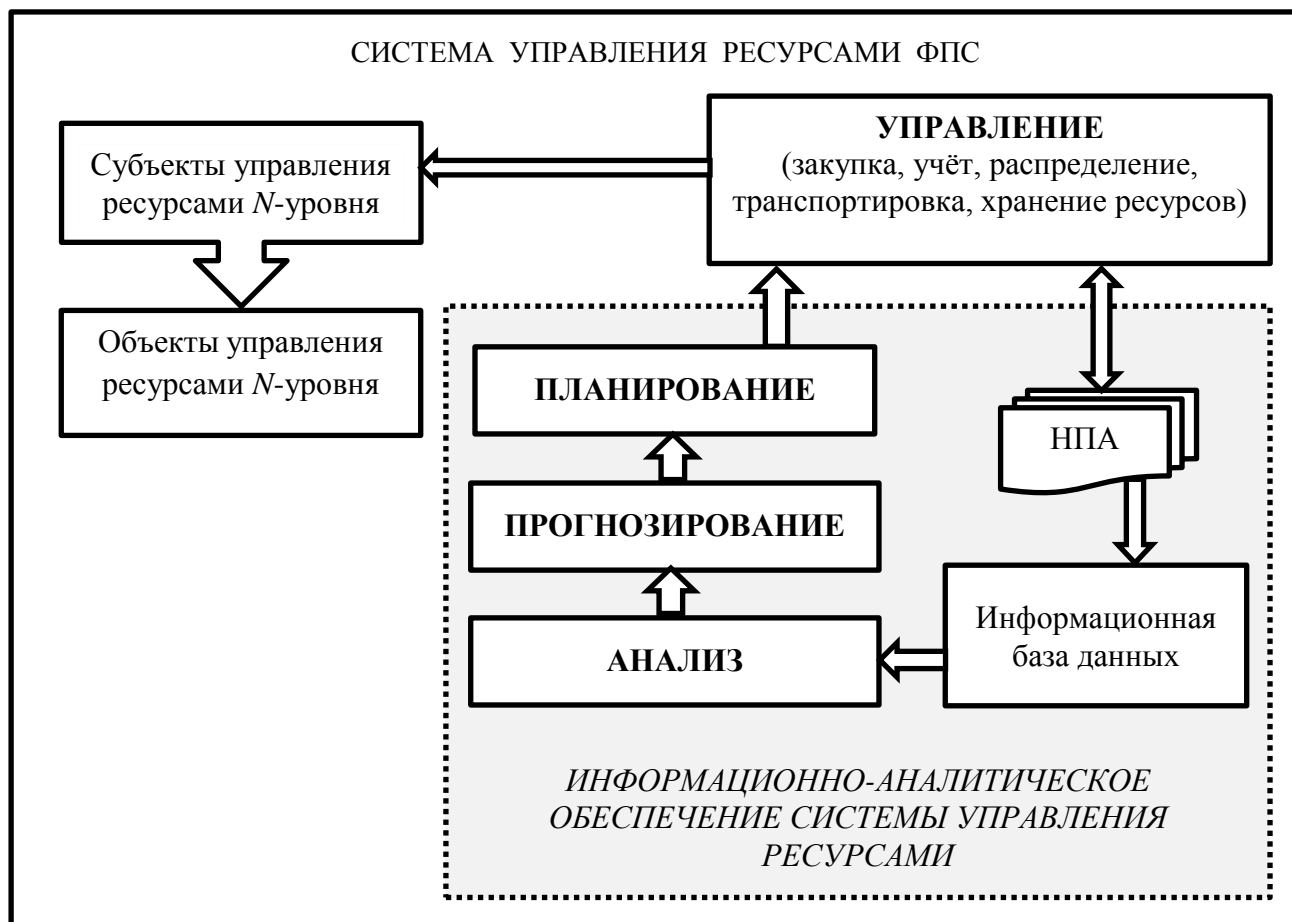 СИСТЕМА УПРАВЛЕНИЯ РЕСУРСАМИ ФПС
УПРАВЛЕНИЕ
(закупка, учёт, распределение,
транспортировка, хранение ресурсов)
Субъекты управления
ресурсами N-уровня
Объекты управления
ресурсами N-уровня
ПЛАНИРОВАНИЕ
НПА
ПРОГНОЗИРОВАНИЕ
Информационная
база данных
АНАЛИЗ
ИНФОРМАЦИОННО-АНАЛИТИЧЕСКОЕ
ОБЕСПЕЧЕНИЕ СИСТЕМЫ УПРАВЛЕНИЯ
РЕСУРСАМИ